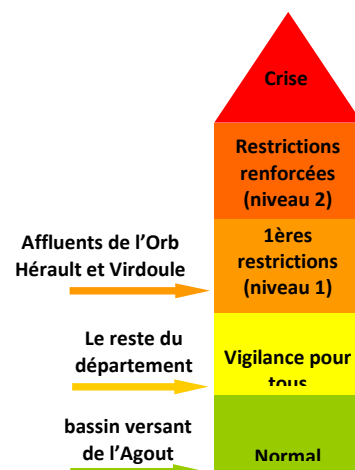 Crise
Restrictions
renforcées
(niveau 2)
Affluents de l'Orb
Hérault et Virdoule
1ères
restrictions
(niveau 1)
Le reste du
département
Vigilance pour
tous
bassin versant
de l'Agout
Normal